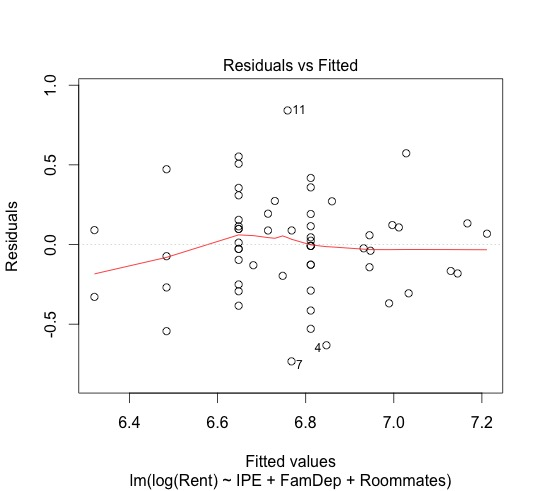 Residuals vs Fitted
1.0
0.5
0.0
-0.5
Residuals
11
4
7
6.4 6.6 6.8 7.0 7.2
Fitted values
lm(log(Rent) ~ IPE + FamDep + Roommates)